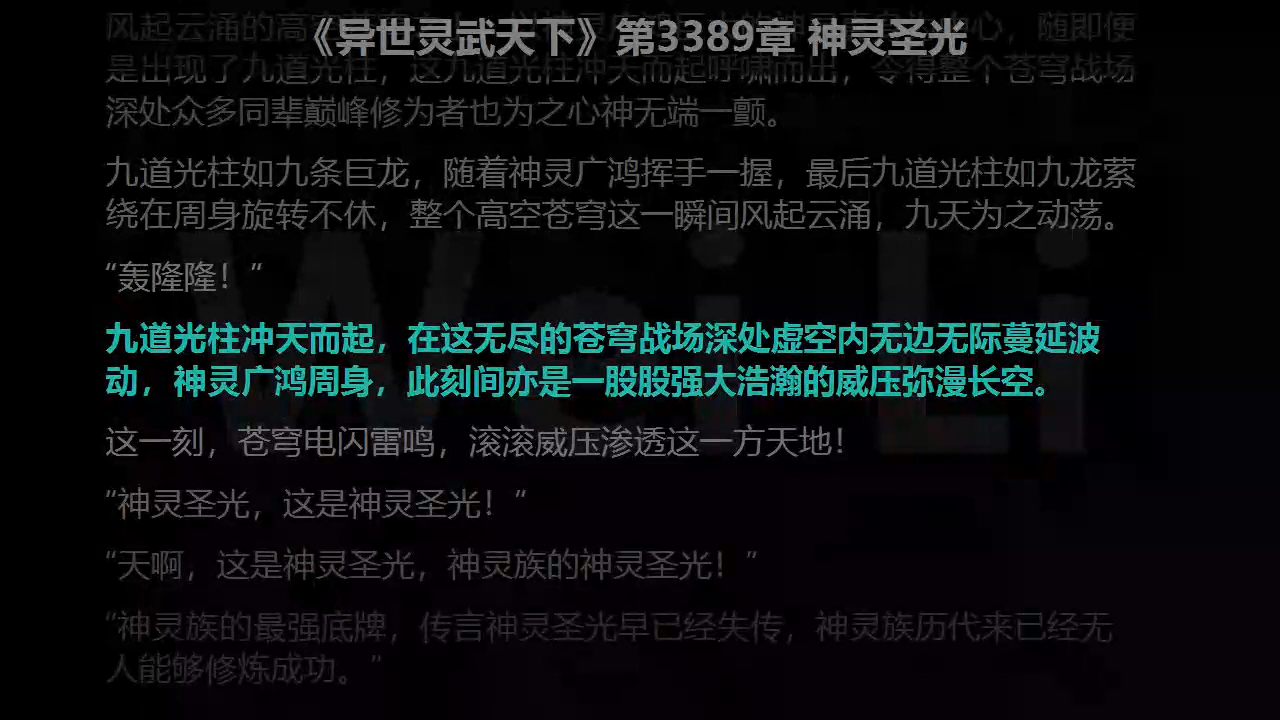 《异世灵武天下》第3389章 神灵圣光
风起云涌的高空
心，随即便
是出现了九道光柱，这九道光柱冲天而起呼啸而出，令得整个苍穹战场
深处众多同辈巅峰修为者也为之心神无端一颤。
九道光柱如九条巨龙，随着神灵广鸿挥手一握，最后九道光柱如九龙萦
绕在周身旋转不休，整个高空苍穹这一瞬间风起云涌，九天为之动荡。
“轰隆隆！”
九道光柱冲天而起，在这无尽的苍穹战场深处虚空内无边无际蔓延波
动，神灵广鸿周身，此刻间亦是一股股强大浩瀚的威压弥漫长空。
这一刻，苍穹电闪雷鸣，滚滚威压渗透这一方天地！
“神灵圣光，这是神灵圣光！”
“天啊，这是神灵圣光，神灵族的神灵圣光！”
“神灵族的最强底牌，传言神灵圣光早已经失传，神灵族历代来已经无
人能够修炼成功。”
Wei Li